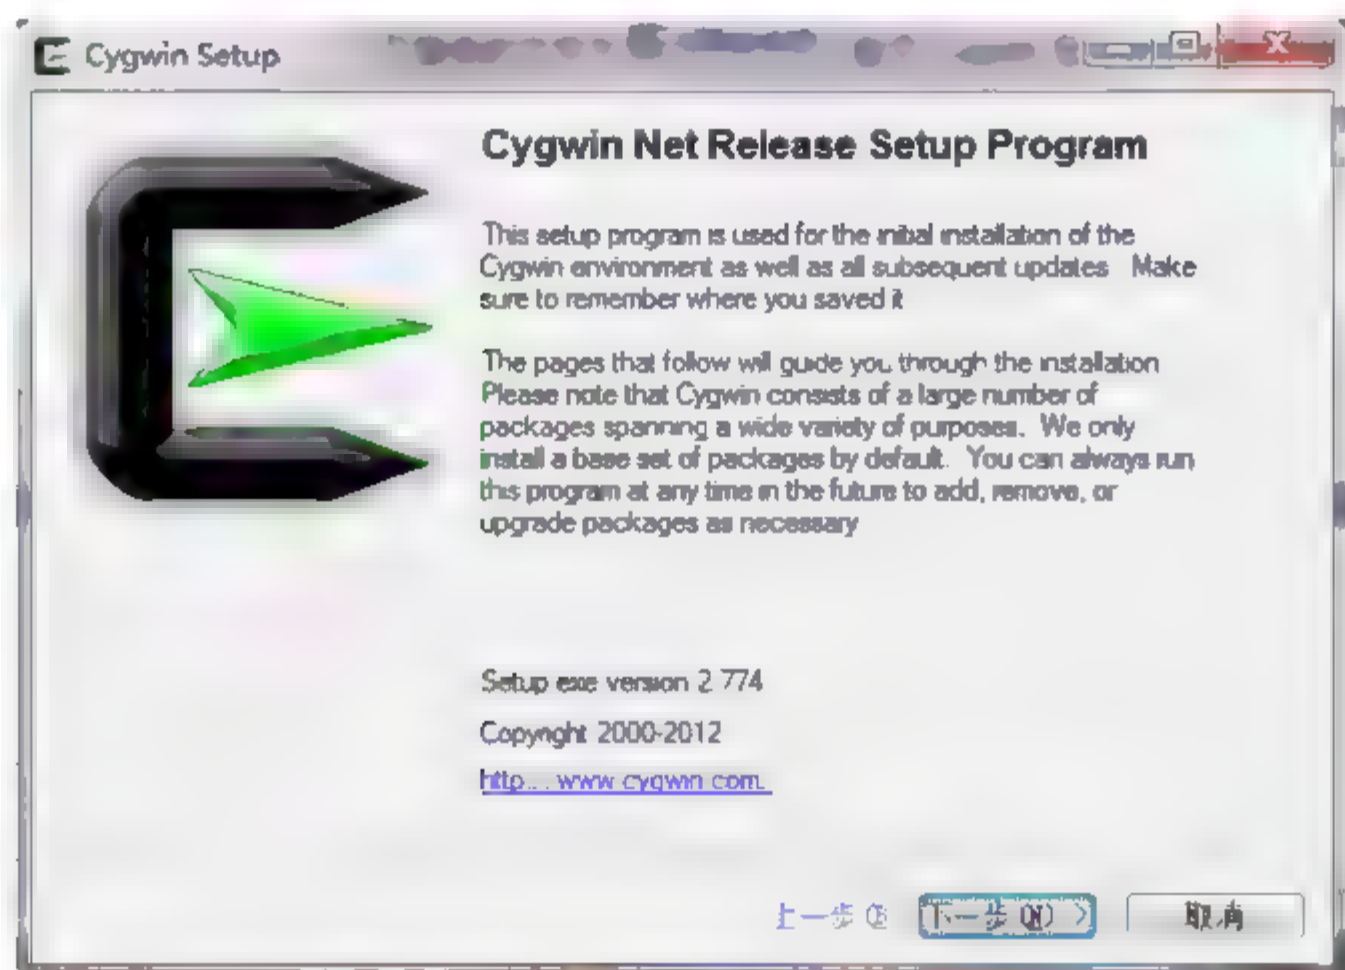 Cygwin Setup
Cygwin Net Release Setup Program
This setup program is used for the initial installation of the
Cygwin environment as well as all subsequent updates Make
sure to remember where you saved it
The pages that follow will guide you through the installation
Please note that Cygwin consists of a large number of
packages spanning a wide variety of purposes. We only
install a base set of packages by default. You can always run
this program at any time in the future to add, remove, or
upgrade packages as necessary
Setup exe version 2 774
Copyright 2000-2012
http... www cygwin com.
上一步(B 下一步(N) > 取消